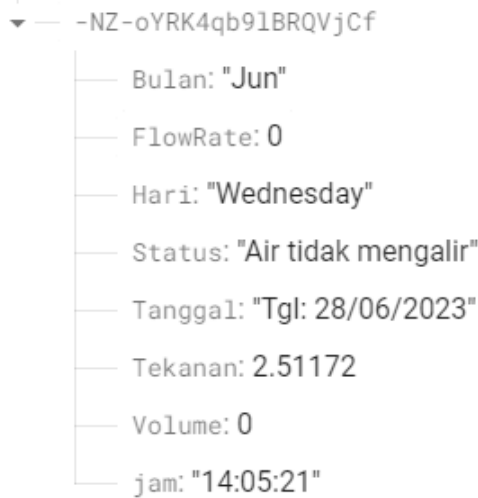 -NZ-oYRK4qb9lBRQVjCf
Bulan: "Jun"
FlowRate: 0
Hari: "Wednesday"
Status: "Air tidak mengalir"
Tanggal: "Tgl: 28/06/2023"
Tekanan: 2.51172
Volume: 0
jam: "14:05:21"